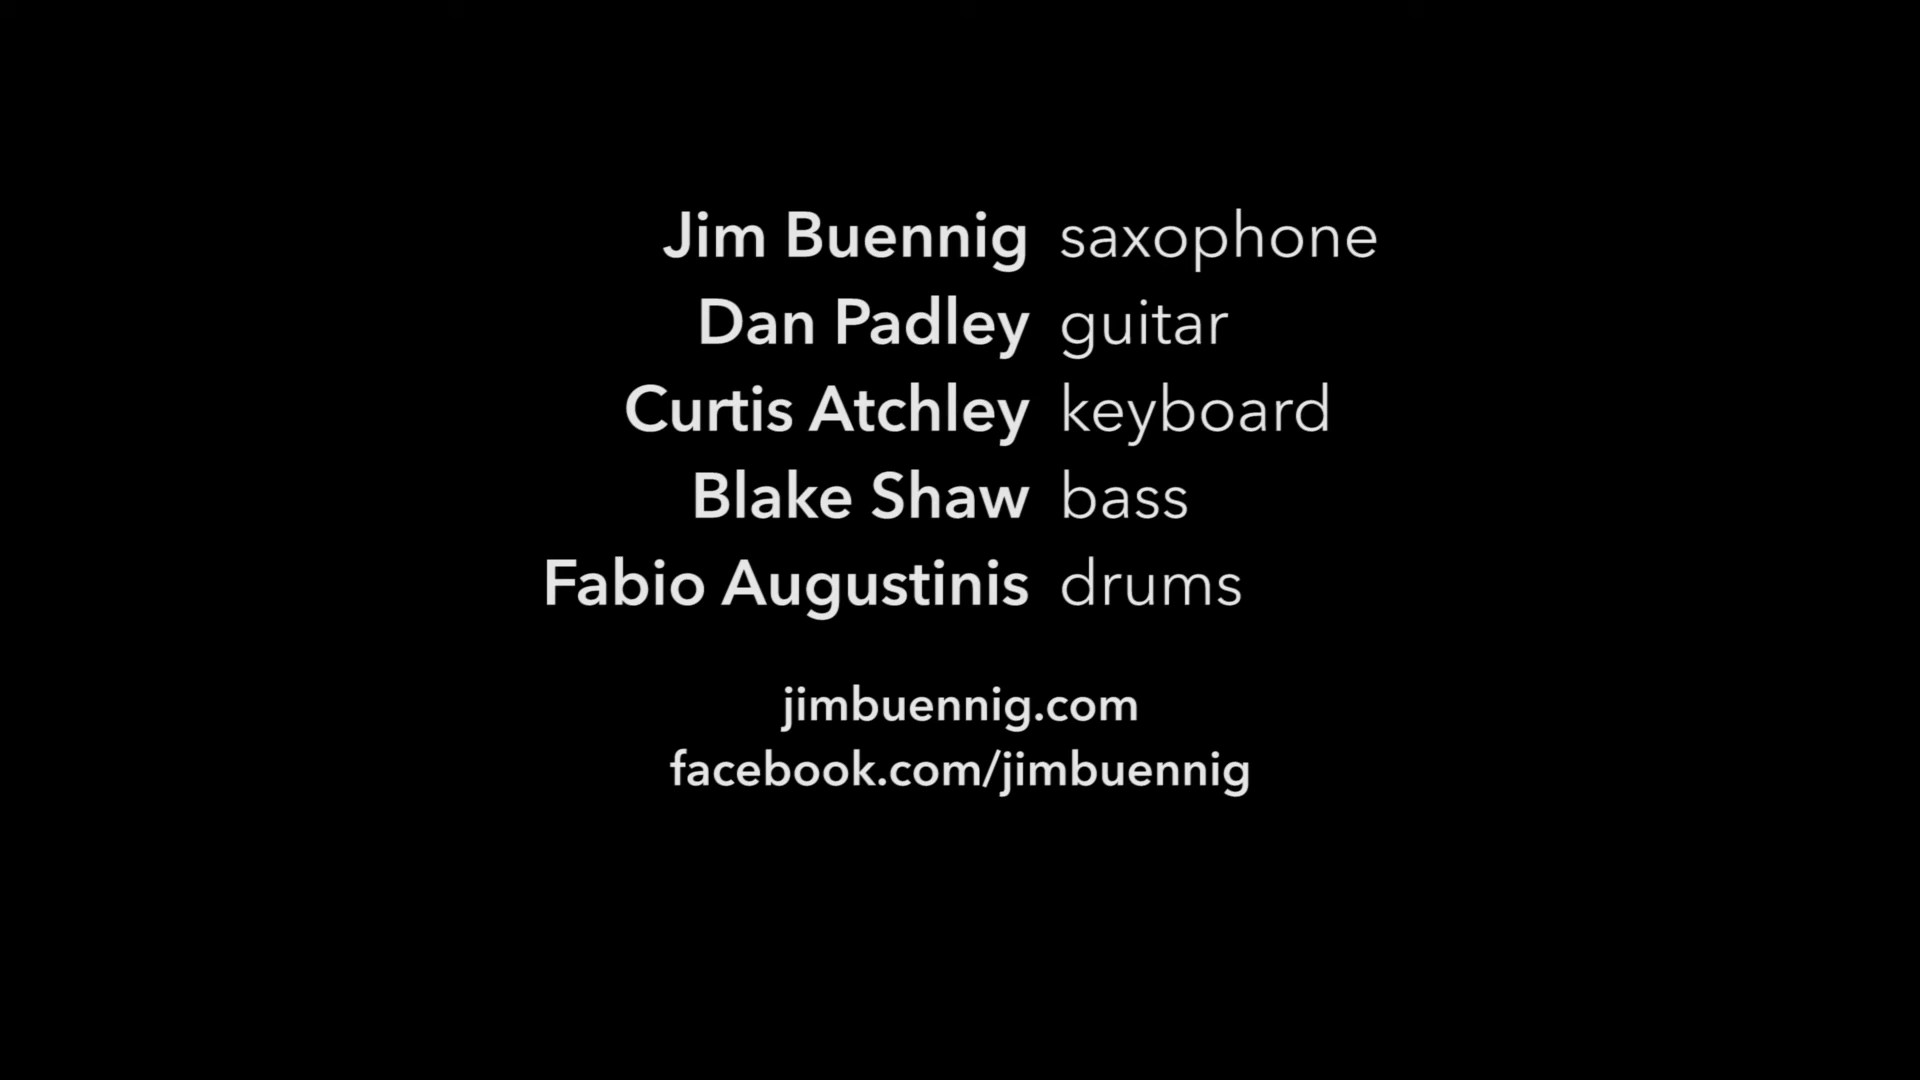 Jim Buennig saxophone
Dan Padley guitar
Curtis Atchley keyboard
Blake Shaw bass
Fabio Augustinis drums
jimbuennig.com
facebook.com/jimbuennig